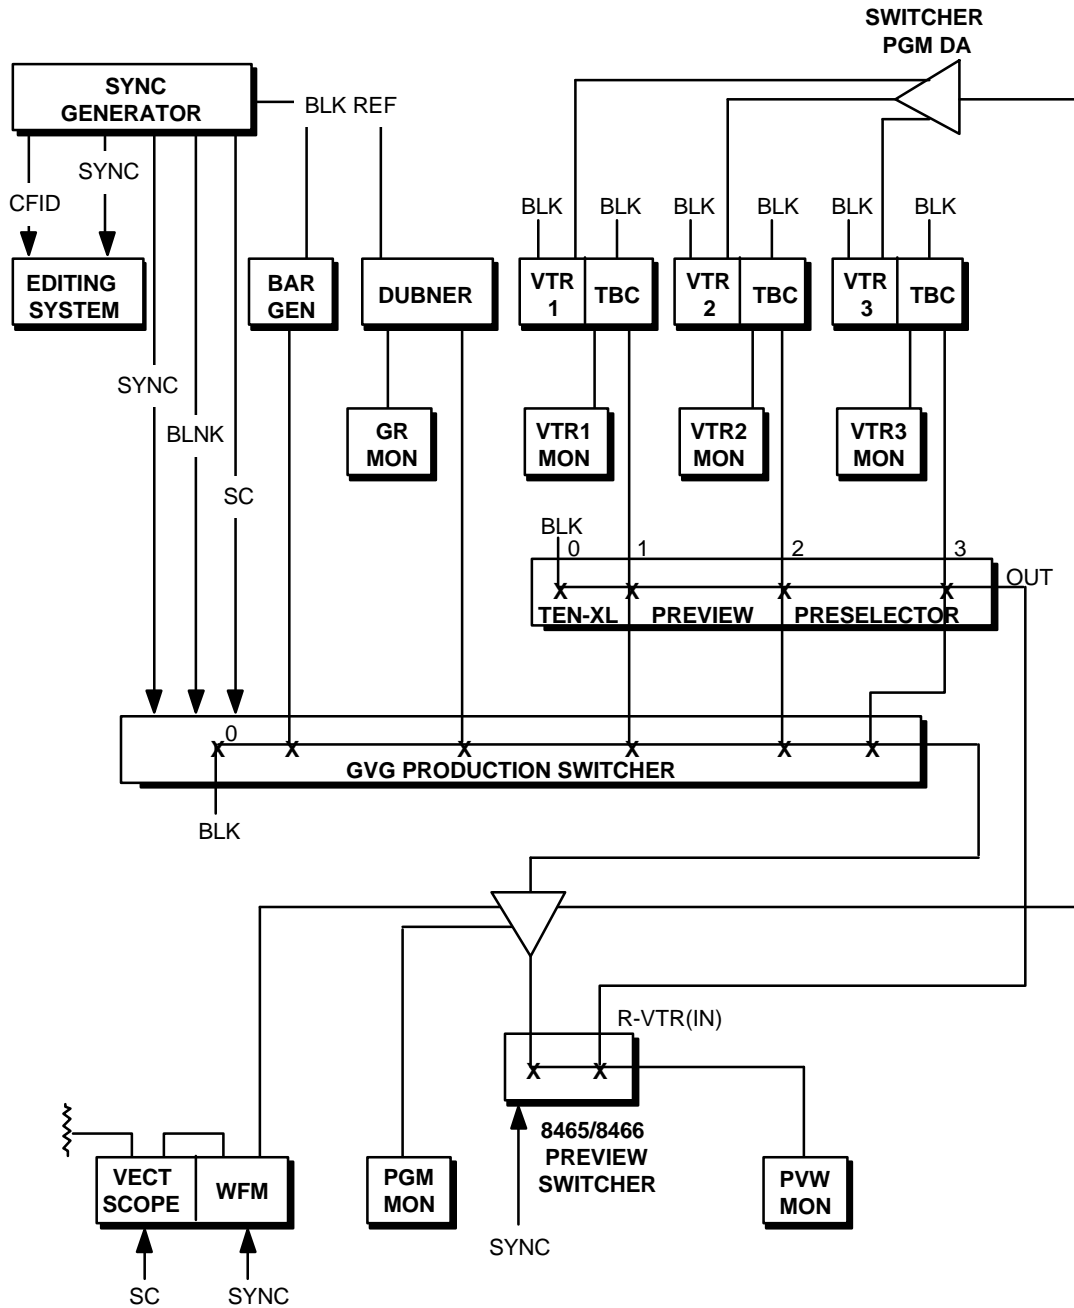 SWITCHER
PGM DA
SYNC
GENERATOR
BLK REF
SYNC
CFID
BLK
BLK
BLK
BLK
BLK
BLK
EDITING
SYSTEM
BAR
GEN
DUBNER
VTR
1
TBC
VTR
2
TBC
VTR
3
TBC
SYNC
BLNK
SC
GR
MON
VTR1
MON
VTR2
MON
VTR3
MON
BLK
0
1
2
3
OUT
X
X
X
X
TEN-XL PREVIEW PRESELECTOR
0
X
X
X
X
X
X
GVG PRODUCTION SWITCHER
BLK
R-VTR(IN)
X
X
8465/8466
PREVIEW
SWITCHER
VECT
SCOPE
WFM
PGM
MON
PVW
MON
SYNC
SC
SYNC